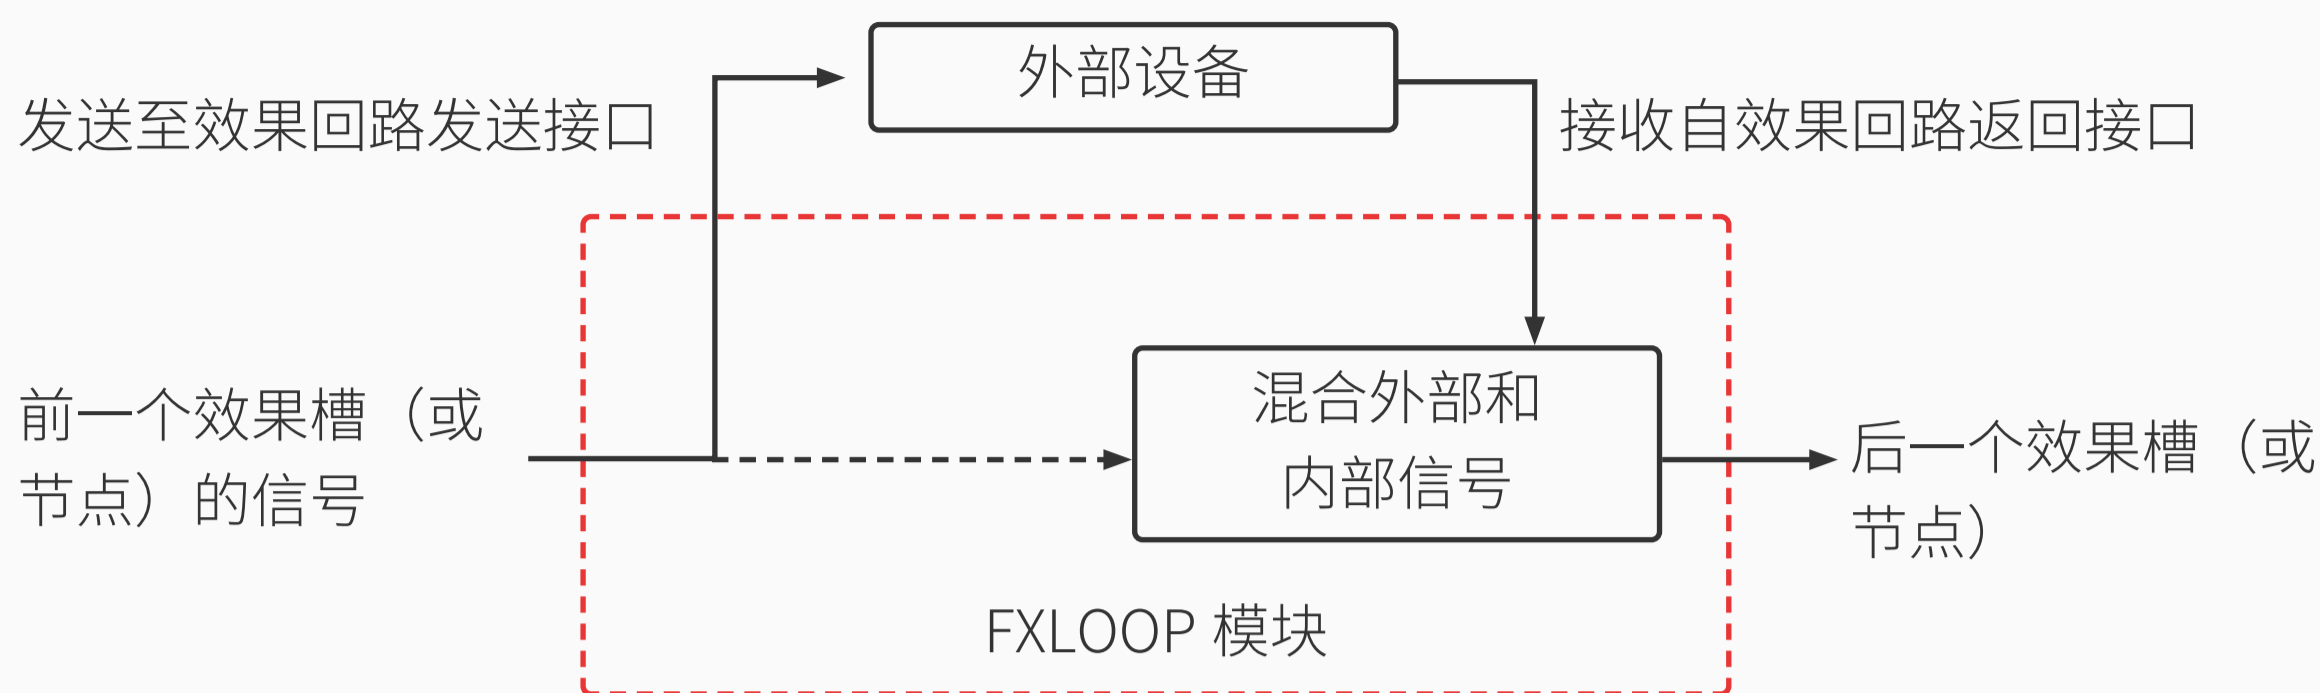 外部设备
发送至效果回路发送接口
接收自效果回路返回接口
混合外部和
内部信号
前一个效果槽（或
节点）的信号
后一个效果槽（或
节点）
FXLOOP 模块